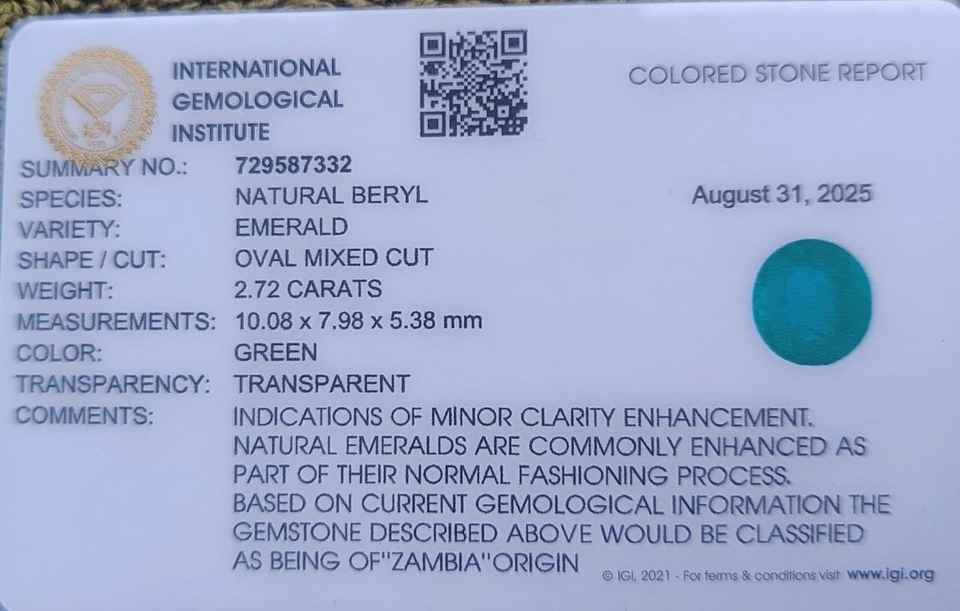 INTERNATIONAL
GEMOLOGICAL
INSTITUTE
COLORED STONE REPORT
SUMMARY NO.: 729587332
SPECIES: NATURAL BERYL
August 31, 2025
VARIETY: EMERALD
SHAPE / CUT: OVAL MIXED CUT
WEIGHT: 2.72 CARATS
MEASUREMENTS: 10.08 x 7.98 x 5.38 mm
COLOR: GREEN
TRANSPARENCY: TRANSPARENT
COMMENTS: INDICATIONS OF MINOR CLARITY ENHANCEMENT.
NATURAL EMERALDS ARE COMMONLY ENHANCED AS
PART OF THEIR NORMAL FASHIONING PROCESS.
BASED ON CURRENT GEMOLOGICAL INFORMATION THE
GEMSTONE DESCRIBED ABOVE WOULD BE CLASSIFIED
AS BEING OF"ZAMBIA"ORIGIN
© IGI, 2021 - For terms & conditions visit www.igi.org